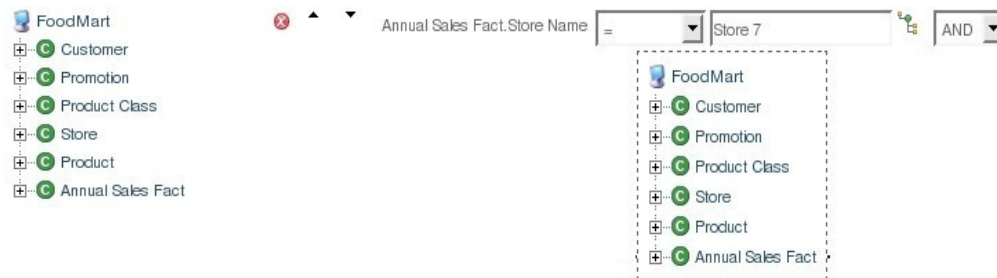 FoodMart
Customer
Promotion
Product Class
Store
Product
Annual Sales Fact
Annual Sales Fact.Store Name = Store 7 AND
FoodMart
Customer
Promotion
Product Class
Store
Product
Annual Sales Fact